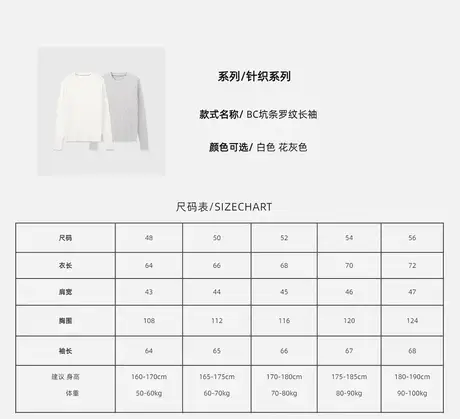 系列/针织系列
款式名称/ BC坑条罗纹长袖
颜色可选/ 白色 花灰色
尺码表/SIZECHART
尺码 48 50 52 54 56
衣长 64 66 68 70 72
肩宽 43 44 45 46 47
胸围 108 112 116 120 124
袖长 64 65 66 67 68
建议 身高 160-170cm 165-175cm 170-180cm 175-185cm 180-190cm
体重 50-60kg 60-70kg 70-80kg 80-90kg 90-100kg